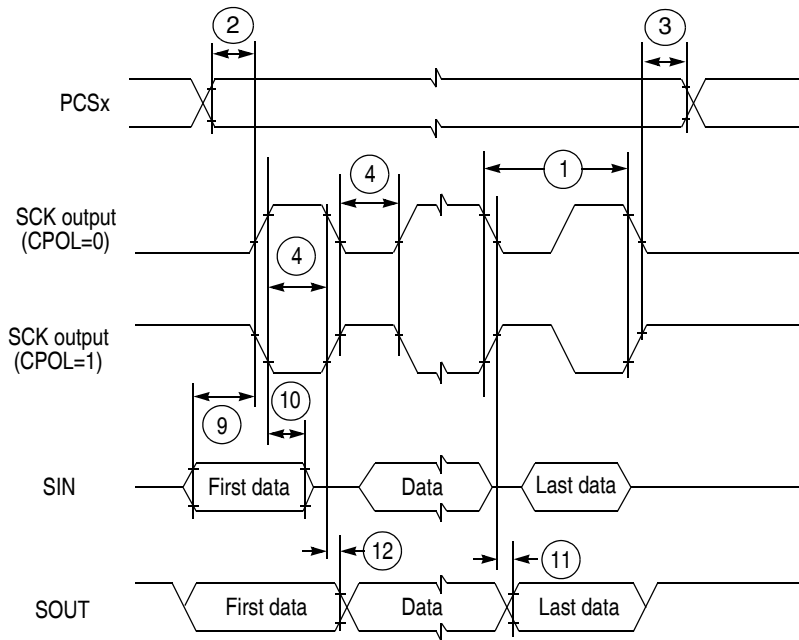 2
3
PCSx
4
1
SCK output
(CPOL=0)
4
SCK output
(CPOL=1)
9
10
SIN
First data
Data
Last data
12
11
SOUT
First data
Data
Last data